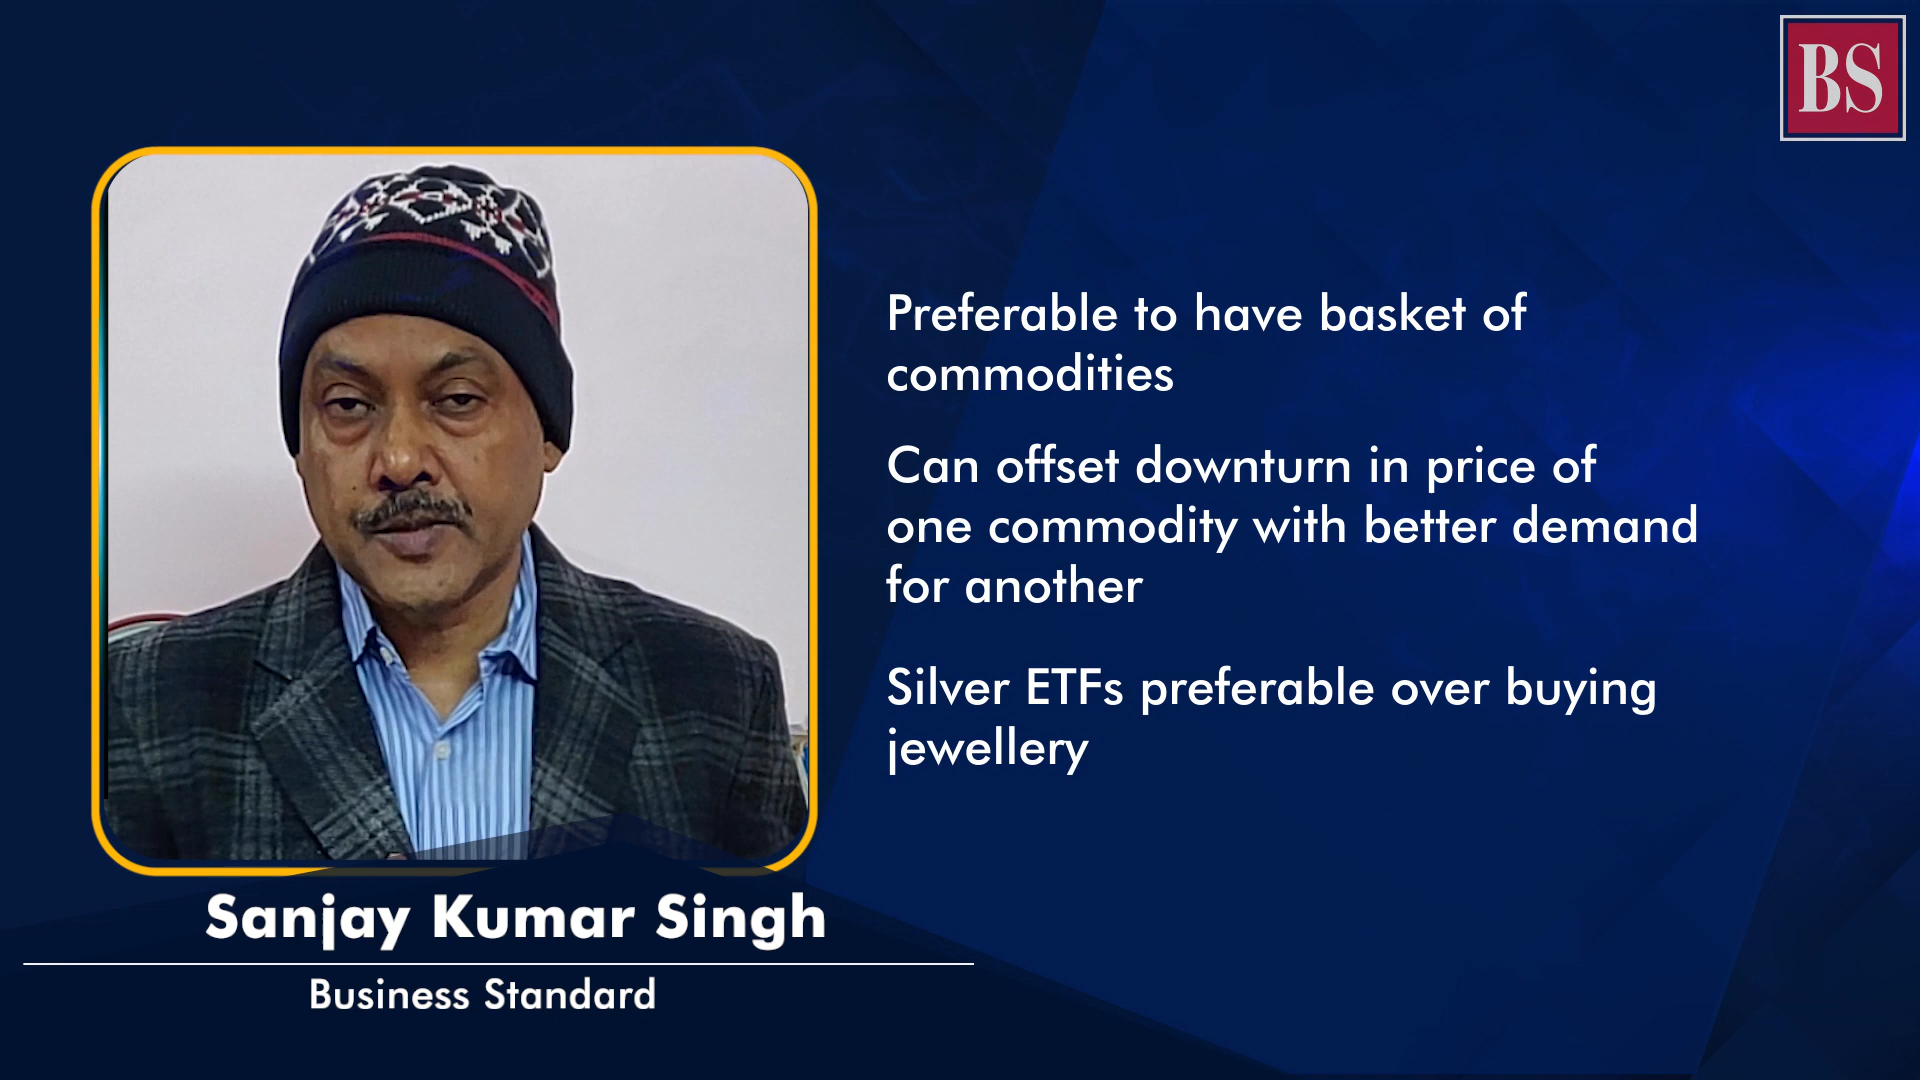 BS
Preferable to have basket of
commodities
Can offset downturn in price of
one commodity with better demand
for another
Silver ETFs preferable over buying
jewellery
Sanjay Kumar Singh
Business Standard